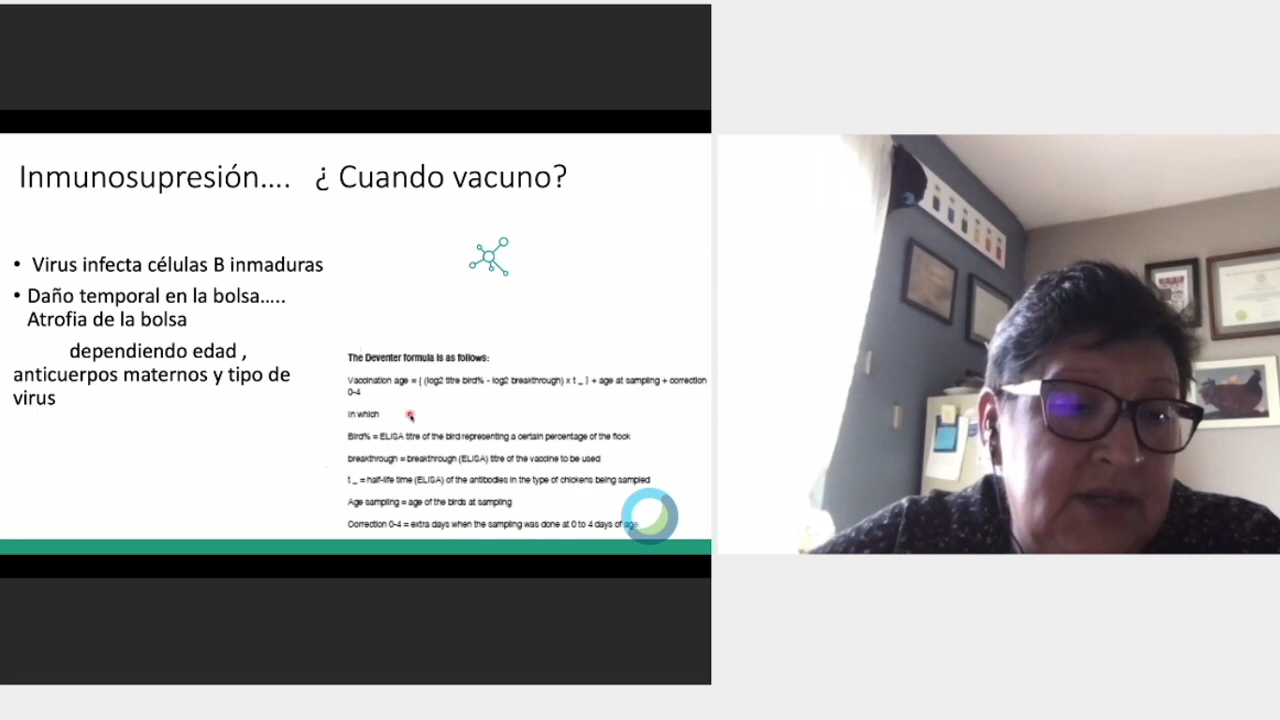 Inmunosupresión.... ¿ Cuando vacuno?
• Virus infecta células B inmaduras
• Daño temporal en la bolsa.....
Atrofia de la bolsa
dependiendo edad ,
anticuerpos maternos y tipo de
virus
The Deventer formula is as follows:
Vaccination age = { (log2 titre bird% - log2 breakthrough) x t _ } + age at sampling + correction
0-4
In which
Bird% = ELISA titre of the bird representing a certain percentage of the flock
breakthrough = breakthrough (ELISA) titre of the vaccine to be used
t _ = half-life time (ELISA) of the antibodies in the type of chickens being sampled
Age sampling = age of the birds at sampling
Correction 0-4 = extra days when the sampling was done at 0 to 4 days of age